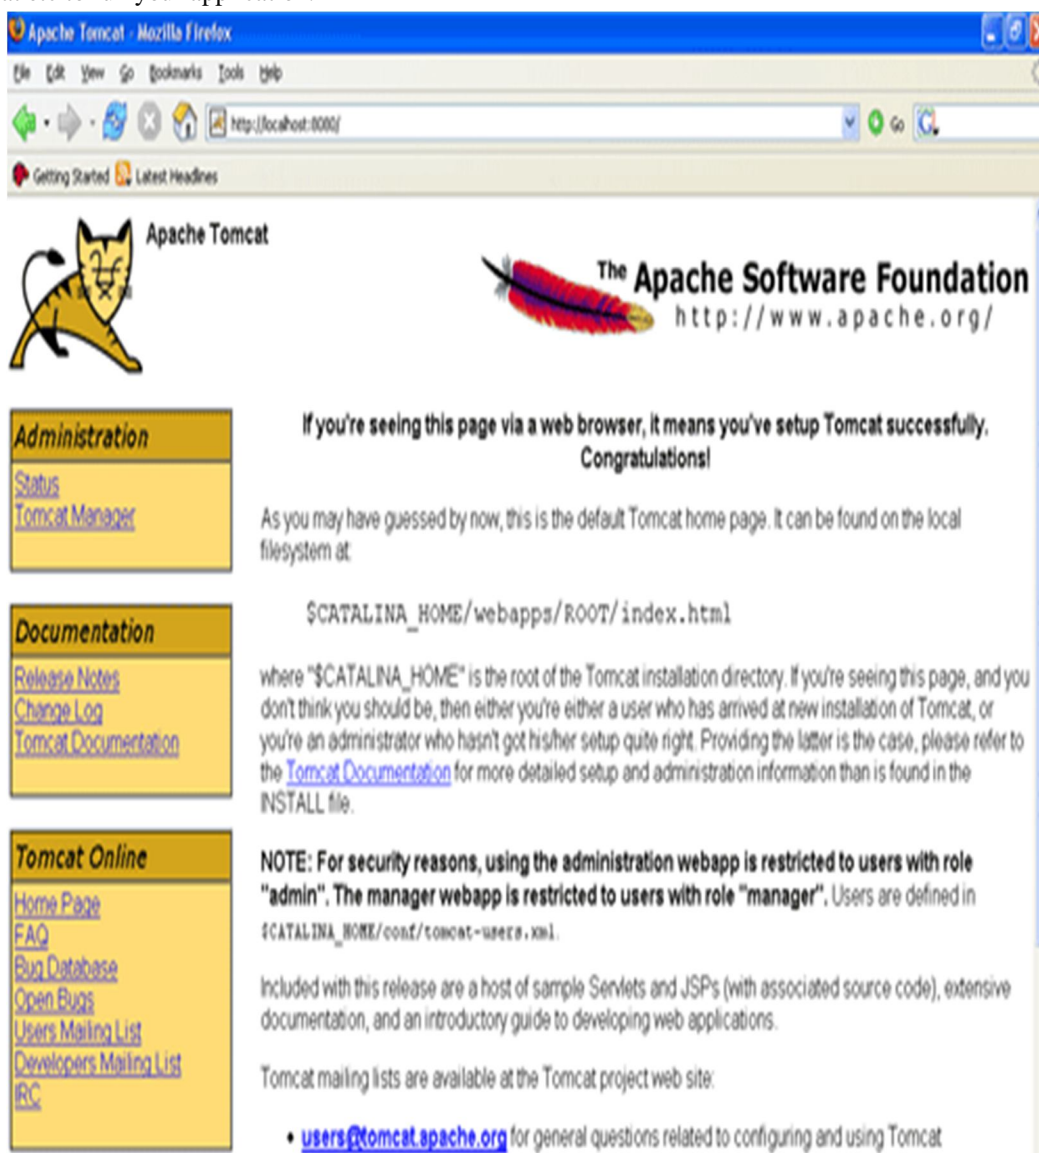 Apache Tomcat - Mozilla Firefox
File Edit View Go Bookmarks Tools Help
http://localhost:8080/
Go
Getting Started Latest Headlines
Apache Tomcat
The Apache Software Foundation
http://www.apache.org/
Administration
Status
Tomcat Manager
Documentation
Release Notes
Change Log
Tomcat Documentation
Tomcat Online
Home Page
FAQ
Bug Database
Open Bugs
Users Mailing List
Developers Mailing List
IRC
If you're seeing this page via a web browser, it means you've setup Tomcat successfully.
Congratulations!
As you may have guessed by now, this is the default Tomcat home page. It can be found on the local
filesystem at:
$CATALINA_HOME/webapps/ROOT/index.html
where "$CATALINA_HOME" is the root of the Tomcat installation directory. If you're seeing this page, and you
don't think you should be, then either you're either a user who has arrived at new installation of Tomcat, or
you're an administrator who hasn't got his/her setup quite right. Providing the latter is the case, please refer to
the Tomcat Documentation for more detailed setup and administration information than is found in the
INSTALL file.
NOTE: For security reasons, using the administration webapp is restricted to users with role
"admin". The manager webapp is restricted to users with role "manager". Users are defined in
$CATALINA_HOME/conf/tomcat-users.xml.
Included with this release are a host of sample Servlets and JSPs (with associated source code), extensive
documentation, and an introductory guide to developing web applications.
Tomcat mailing lists are available at the Tomcat project web site:
• users@tomcat.apache.org for general questions related to configuring and using Tomcat